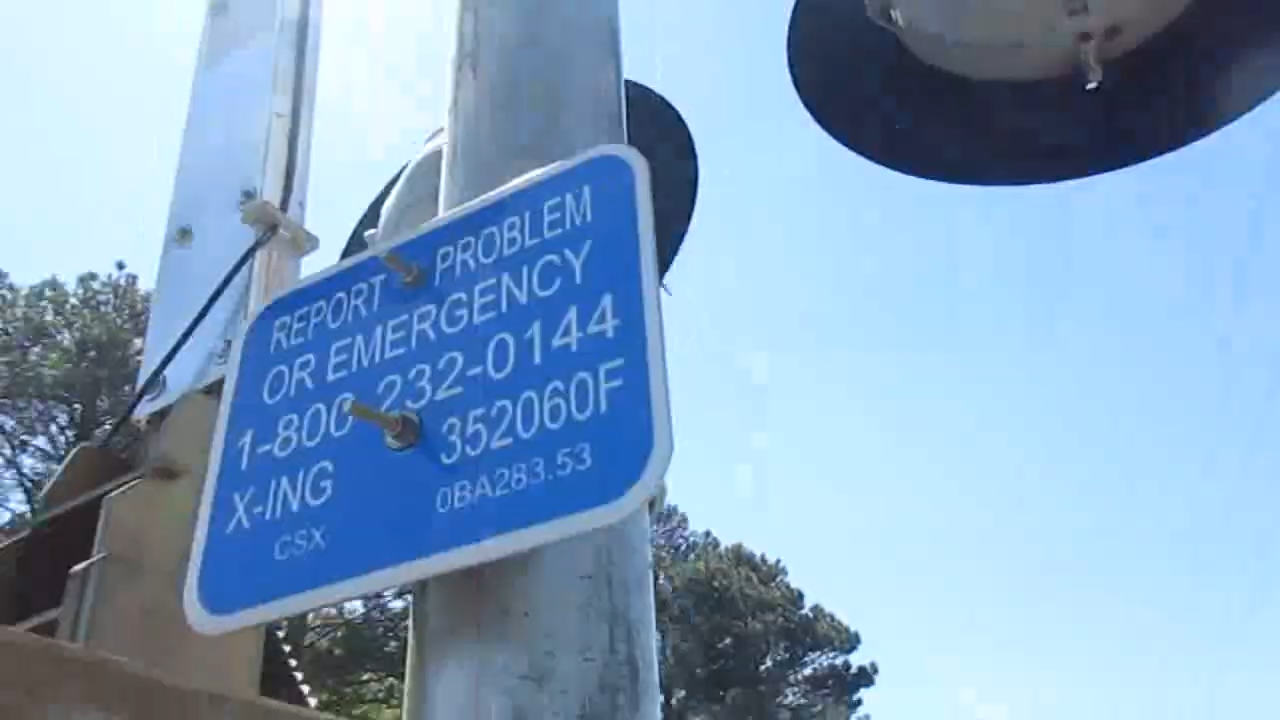 REPORT PROBLEM
OR EMERGENCY
1-800-232-0144
X-ING 352060F
CSX 0BA283.53